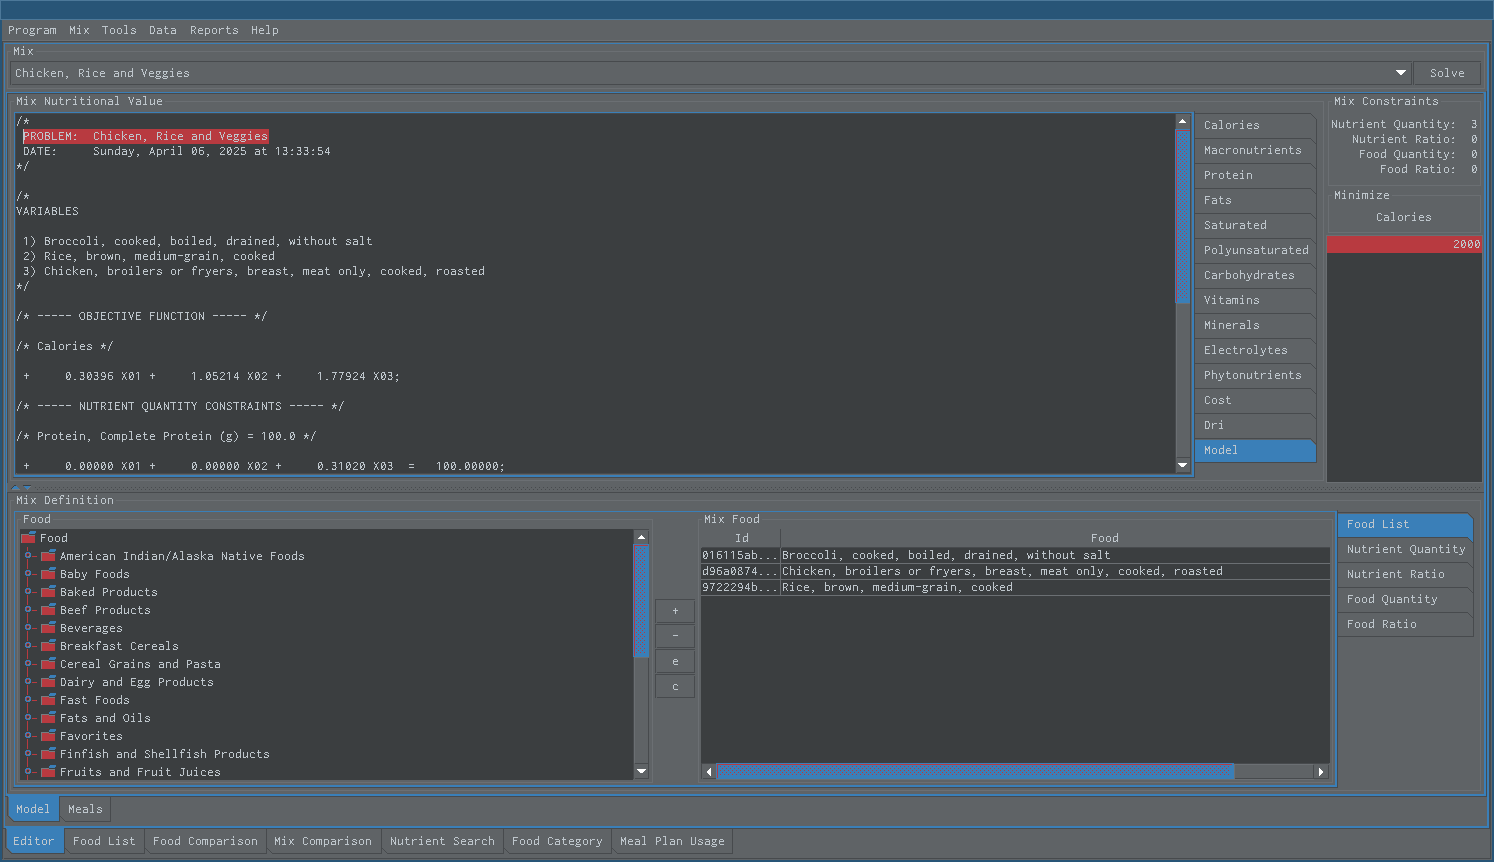 Program Mix Tools Data Reports Help
Mix
Chicken, Rice and Veggies
Solve
Mix Nutritional Value
/*
PROBLEM: Chicken, Rice and Veggies
DATE: Sunday, April 06, 2025 at 13:33:54
*/
/*
VARIABLES
1) Broccoli, cooked, boiled, drained, without salt
2) Rice, brown, medium-grain, cooked
3) Chicken, broilers or fryers, breast, meat only, cooked, roasted
*/
/* ----- OBJECTIVE FUNCTION ----- */
/* Calories */
+ 0.30396 X01 + 1.05214 X02 + 1.77924 X03;
/* ----- NUTRIENT QUANTITY CONSTRAINTS ----- */
/* Protein, Complete Protein (g) = 100.0 */
+ 0.00000 X01 + 0.00000 X02 + 0.31020 X03 = 100.00000;
Calories
Macronutrients
Protein
Fats
Saturated
Polyunsaturated
Carbohydrates
Vitamins
Minerals
Electrolytes
Phytonutrients
Cost
Dri
Model
Mix Constraints
Nutrient Quantity: 3
Nutrient Ratio: 0
Food Quantity: 0
Food Ratio: 0
Minimize
Calories
2000
Mix Definition
Food
Food
American Indian/Alaska Native Foods
Baby Foods
Baked Products
Beef Products
Beverages
Breakfast Cereals
Cereal Grains and Pasta
Dairy and Egg Products
Fast Foods
Fats and Oils
Favorites
Finfish and Shellfish Products
Fruits and Fruit Juices
+
-
e
c
Mix Food
Id Food
016115ab... Broccoli, cooked, boiled, drained, without salt
d96a0874... Chicken, broilers or fryers, breast, meat only, cooked, roasted
9722294b... Rice, brown, medium-grain, cooked
Food List
Nutrient Quantity
Nutrient Ratio
Food Quantity
Food Ratio
Model Meals
Editor Food List Food Comparison Mix Comparison Nutrient Search Food Category Meal Plan Usage